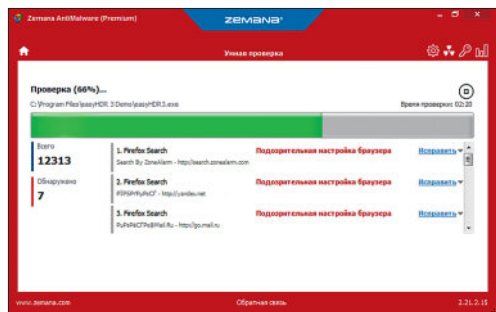 Zemana AntiMalware (Premium)
ZEMANA
Умная проверка
Проверка (66%)...
C:\Program Files\easyHDR 3 Demo\easyHDR3.exe
Время проверки: 02:20
Всего
12313
Обнаружено
7
1. Firefox Search
Подозрительная настройка браузера
Исправить
Search By ZoneAlarm - http://search.zonealarm.com
2. Firefox Search
Подозрительная настройка браузера
Исправить
http://yandex.net
3. Firefox Search
Подозрительная настройка браузера
Исправить
http://go.mail.ru
www.zemana.com
Обратная связь
2.21.2.15